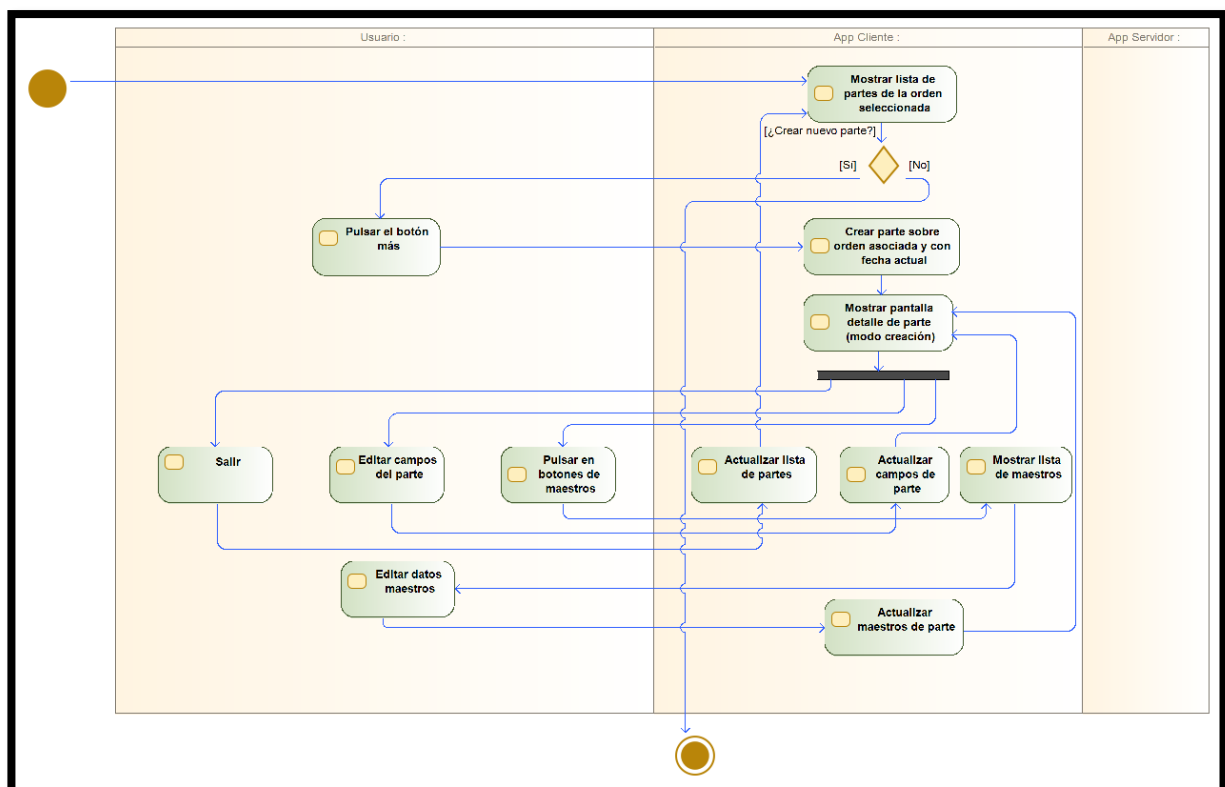 Usuario :
App Cliente :
App Servidor :
Mostrar lista de
partes de la orden
seleccionada
[¿Crear nuevo parte?]
[Sí]
[No]
Pulsar el botón
más
Crear parte sobre
orden asociada y con
fecha actual
Mostrar pantalla
detalle de parte
(modo creación)
Salir
Editar campos
del parte
Pulsar en
botones de
maestros
Actualizar lista
de partes
Actualizar
campos de
parte
Mostrar lista
de maestros
Editar datos
maestros
Actualizar
maestros de parte